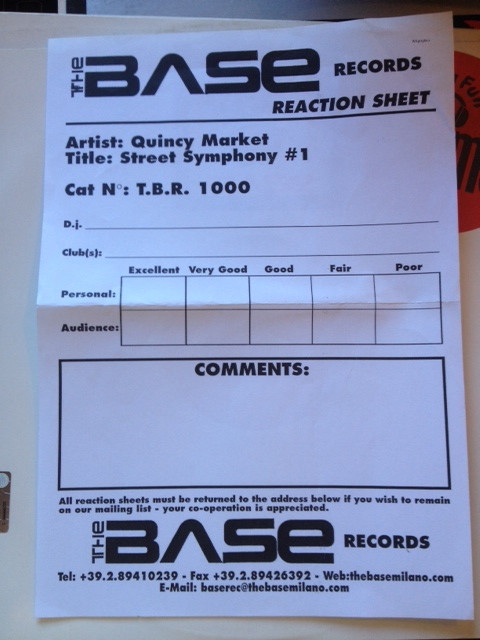 THE BASE RECORDS
REACTION SHEET
Artist: Quincy Market
Title: Street Symphony #1
Cat N°: T.B.R. 1000
D.j.
Club(s):
Excellent Very Good Good Fair Poor
Personal:
Audience:
COMMENTS:
All reaction sheets must be returned to the address below if you wish to remain
on our mailing list - your co-operation is appreciated.
THE BASE RECORDS
Tel: +39.2.89410239 - Fax +39.2.89426392 - Web:thebasemilano.com
E-Mail: baserec@thebasemilano.com